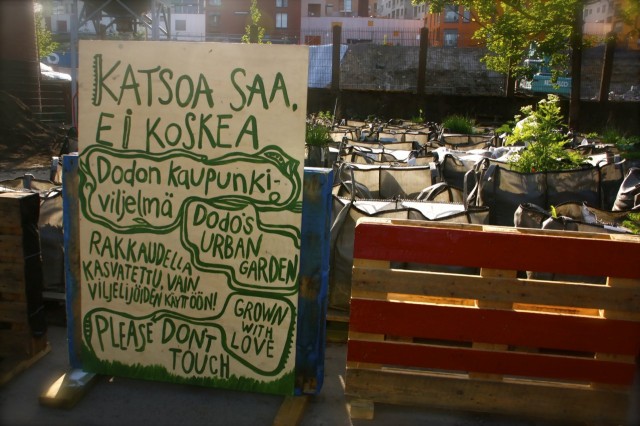 KATSOA SAA,
EI KOSKEA
Dodon kaupunki-
viljelmä
DODO'S
URBAN
GARDEN
RAKKAUDELLA
KASVATETTU, VAIN
VILJELIJÖIDEN KÄYTTÖÖN!
GROWN
WITH
LOVE
PLEASE DONT
TOUCH